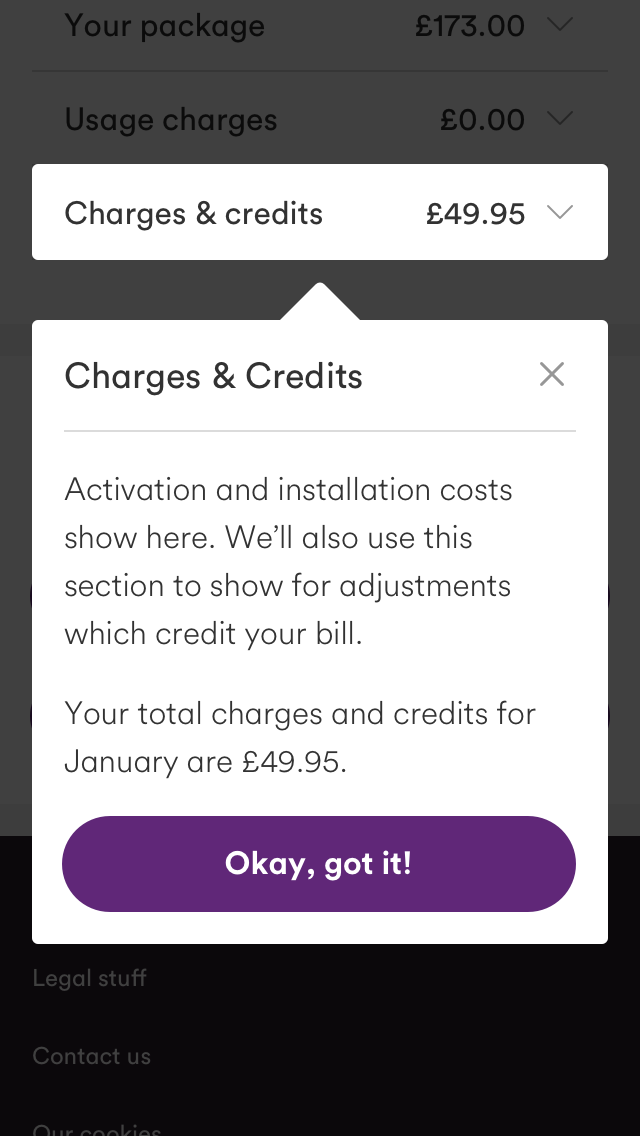 Your package £173.00
Usage charges £0.00
Charges & credits £49.95
Charges & Credits
Activation and installation costs
show here. We’ll also use this
section to show for adjustments
which credit your bill.
Your total charges and credits for
January are £49.95.
Okay, got it!
Legal stuff
Contact us
Our cookies